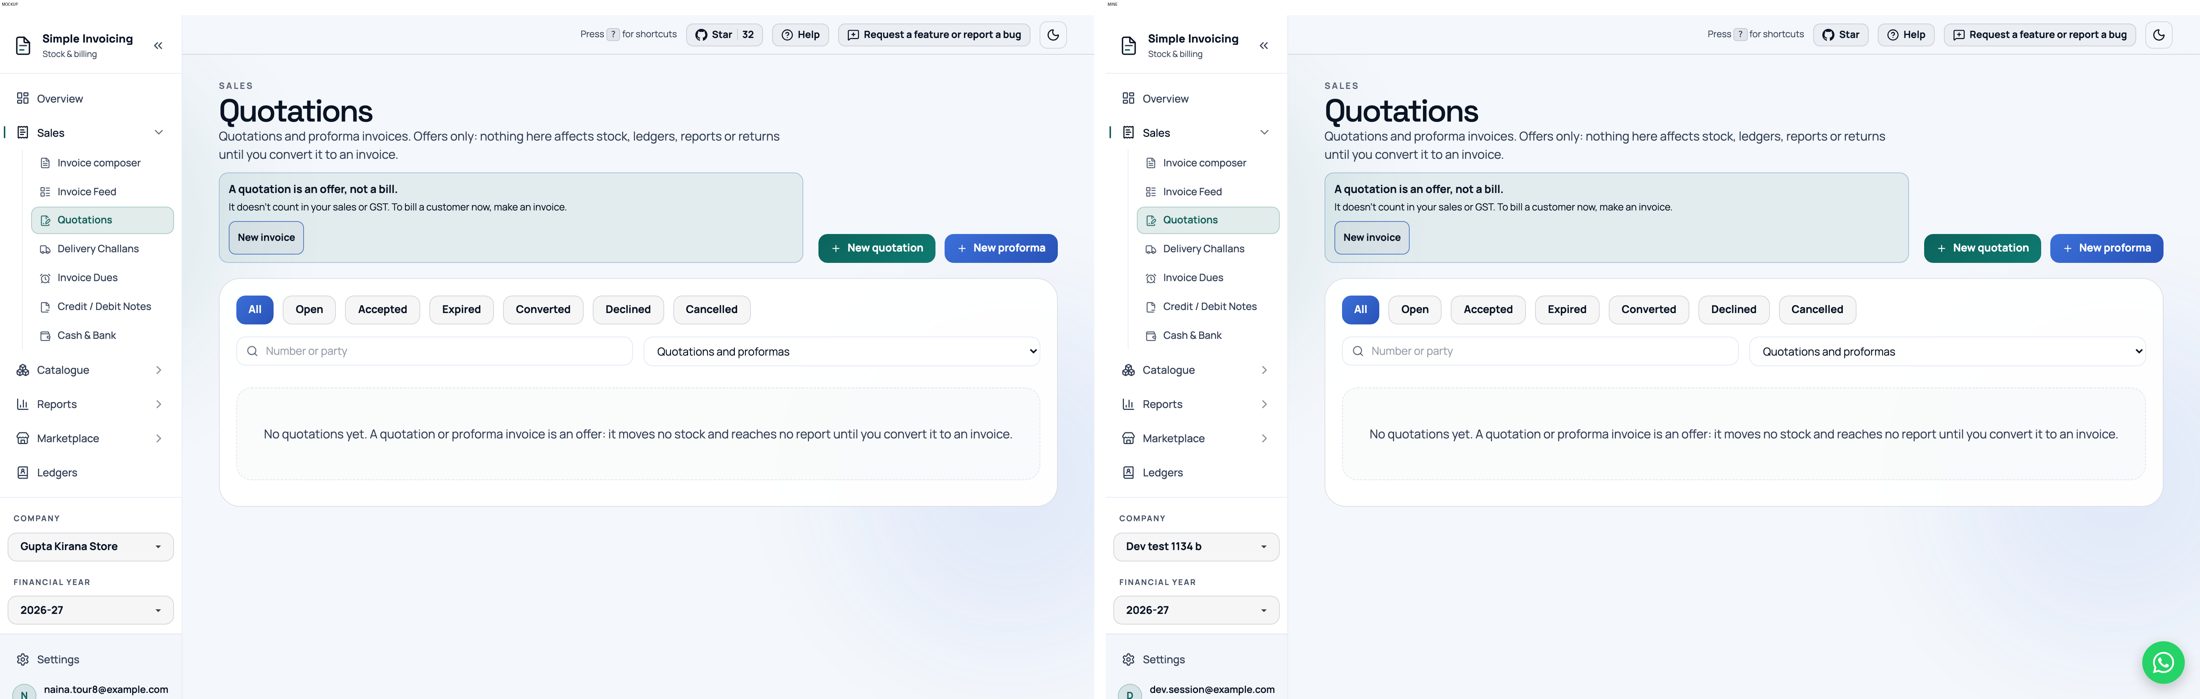 MOCKUP
Simple Invoicing
Stock & billing
Press ? for shortcuts
Star 32
Help
Request a feature or report a bug
Overview
Sales
Invoice composer
Invoice Feed
Quotations
Delivery Challans
Invoice Dues
Credit / Debit Notes
Cash & Bank
Catalogue
Reports
Marketplace
Ledgers
COMPANY
Gupta Kirana Store
FINANCIAL YEAR
2026-27
Settings
N
naina.tour8@example.com
SALES
Quotations
Quotations and proforma invoices. Offers only: nothing here affects stock, ledgers, reports or returns
until you convert it to an invoice.
A quotation is an offer, not a bill.
It doesn't count in your sales or GST. To bill a customer now, make an invoice.
New invoice
+ New quotation
+ New proforma
All
Open
Accepted
Expired
Converted
Declined
Cancelled
Number or party
Quotations and proformas
No quotations yet. A quotation or proforma invoice is an offer: it moves no stock and reaches no report until you convert it to an invoice.
MINE
Simple Invoicing
Stock & billing
Press ? for shortcuts
Star
Help
Request a feature or report a bug
Overview
Sales
Invoice composer
Invoice Feed
Quotations
Delivery Challans
Invoice Dues
Credit / Debit Notes
Cash & Bank
Catalogue
Reports
Marketplace
Ledgers
COMPANY
Dev test 1134 b
FINANCIAL YEAR
2026-27
Settings
D
dev.session@example.com
SALES
Quotations
Quotations and proforma invoices. Offers only: nothing here affects stock, ledgers, reports or returns
until you convert it to an invoice.
A quotation is an offer, not a bill.
It doesn't count in your sales or GST. To bill a customer now, make an invoice.
New invoice
+ New quotation
+ New proforma
All
Open
Accepted
Expired
Converted
Declined
Cancelled
Number or party
Quotations and proformas
No quotations yet. A quotation or proforma invoice is an offer: it moves no stock and reaches no report until you convert it to an invoice.